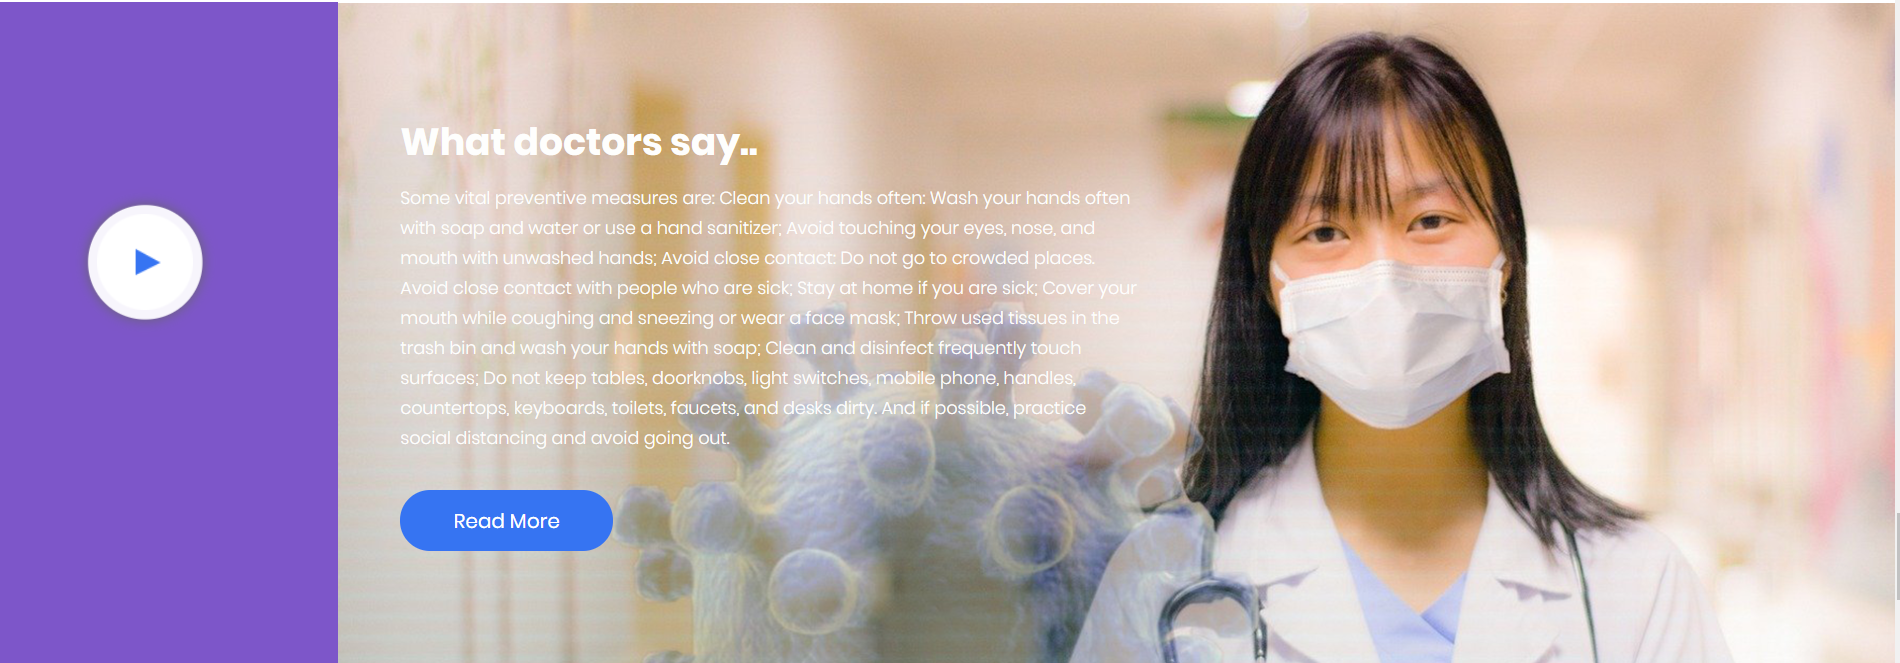 What doctors say..
Some vital preventive measures are: Clean your hands often: Wash your hands often
with soap and water or use a hand sanitizer; Avoid touching your eyes, nose, and
mouth with unwashed hands; Avoid close contact: Do not go to crowded places.
Avoid close contact with people who are sick; Stay at home if you are sick; Cover your
mouth while coughing and sneezing or wear a face mask; Throw used tissues in the
trash bin and wash your hands with soap; Clean and disinfect frequently touch
surfaces; Do not keep tables, doorknobs, light switches, mobile phone, handles,
countertops, keyboards, toilets, faucets, and desks dirty. And if possible, practice
social distancing and avoid going out.
Read More